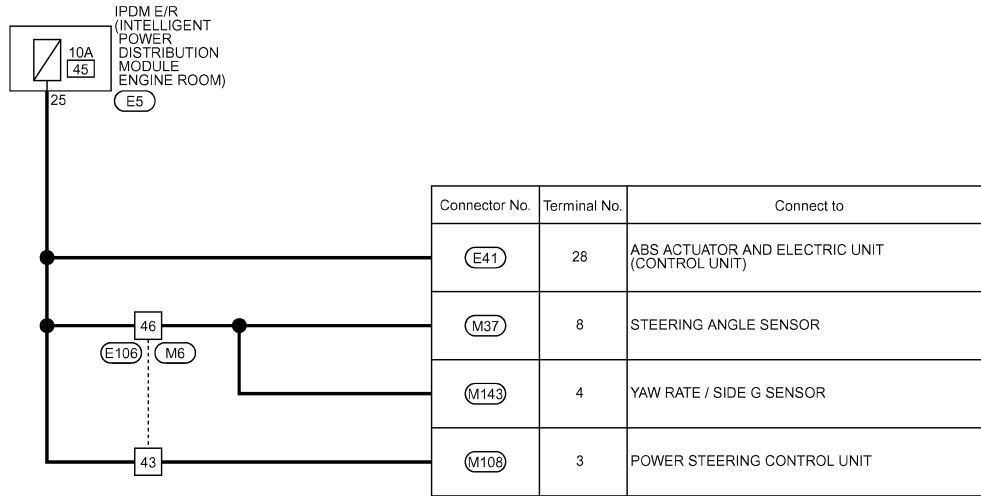 IPDM E/R
(INTELLIGENT
POWER
DISTRIBUTION
MODULE
ENGINE ROOM)
10A
45
25
E5
Connector No. Terminal No. Connect to
E41 28 ABS ACTUATOR AND ELECTRIC UNIT
(CONTROL UNIT)
46
M37 8 STEERING ANGLE SENSOR
E106 M6
M143 4 YAW RATE / SIDE G SENSOR
43
M108 3 POWER STEERING CONTROL UNIT